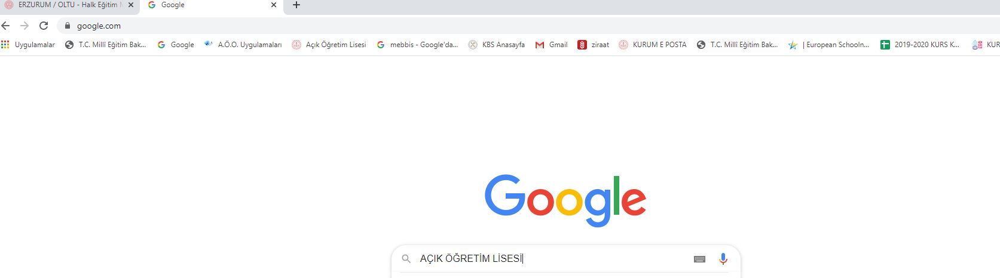 ERZURUM / OLTU - Halk Eğitim
Google
google.com
Uygulamalar
T.C. Millî Eğitim Bak...
Google
A.Ö.O. Uygulamaları
Açık Öğretim Lisesi
mebbis - Google'da...
KBS Anasayfa
Gmail
ziraat
KURUM E POSTA
T.C. Millî Eğitim Bak...
| European Schooln...
2019-2020 KURS K...
KUR
Google
AÇIK ÖĞRETİM LİSESİ